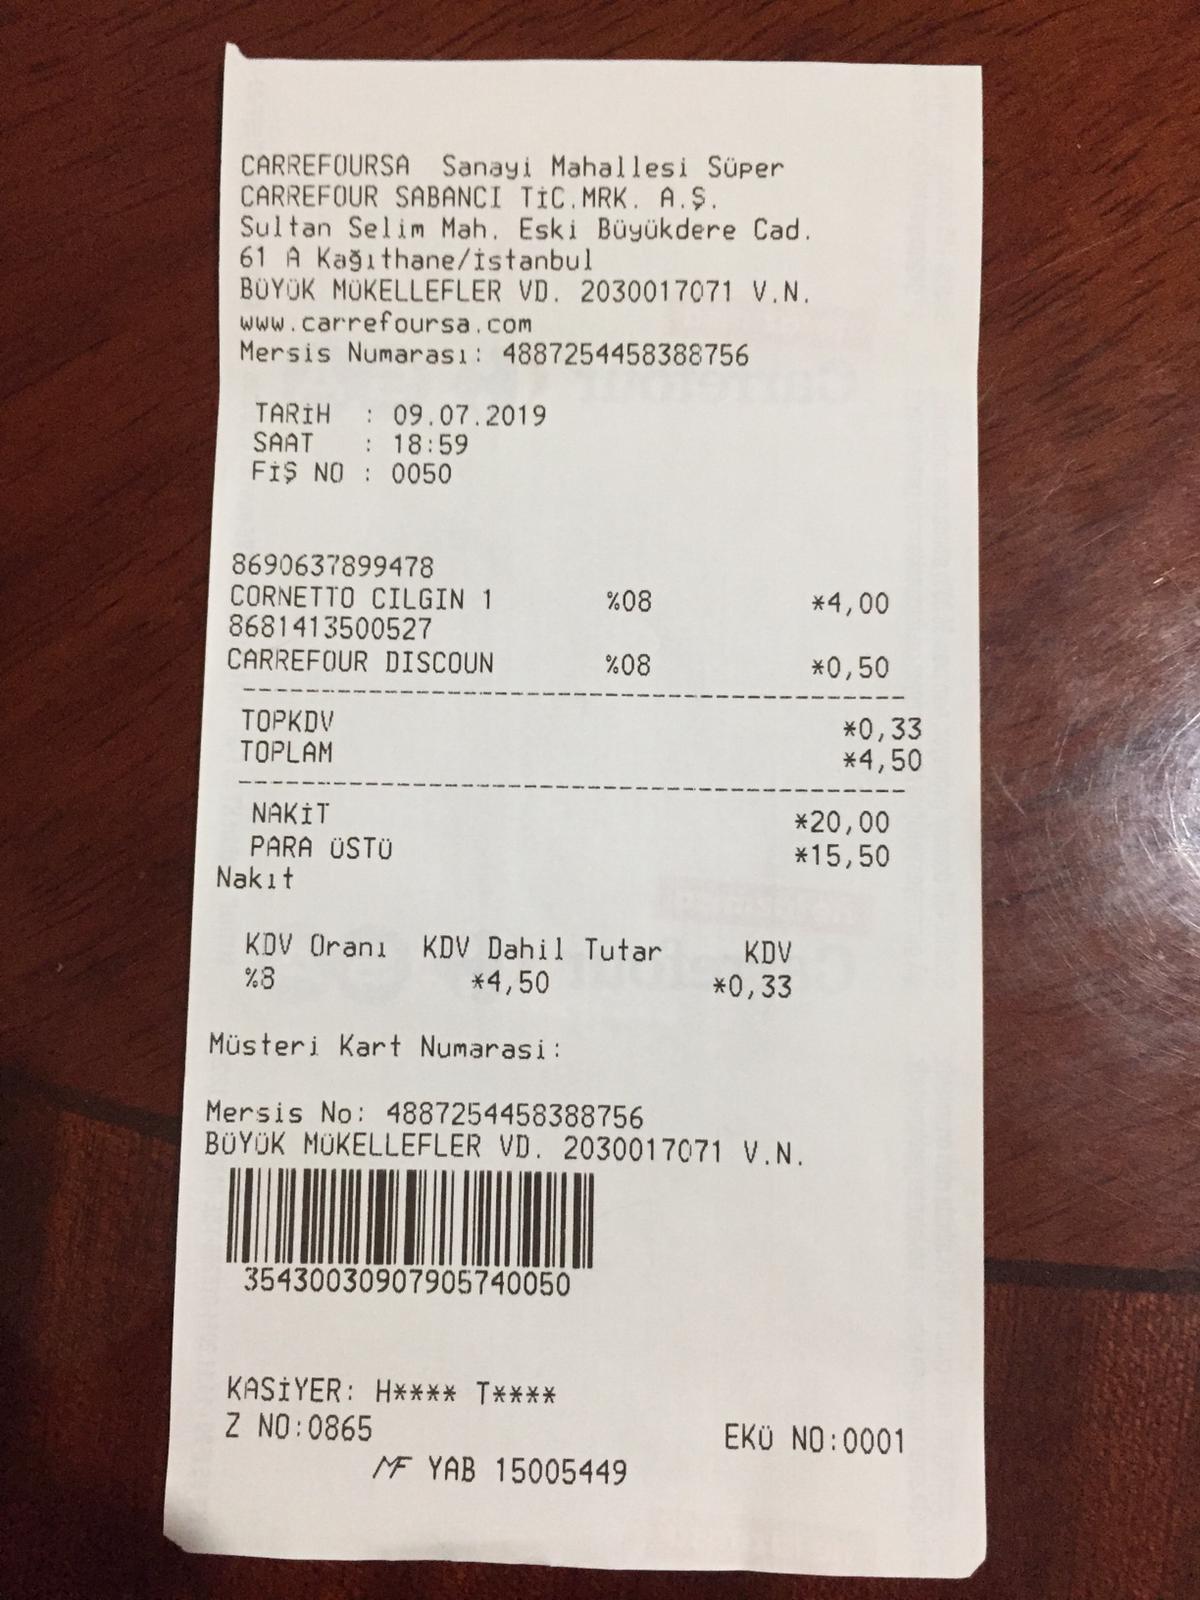 CARREFOURSA Sanayi Mahallesi Süper
CARREFOUR SABANCI TİC.MRK. A.Ş.
Sultan Selim Mah. Eski Büyükdere Cad.
61 A Kağıthane/İstanbul
BÜYÜK MÜKELLEFLER VD. 2030017071 V.N.
www.carrefoursa.com
Mersis Numarası: 4887254458388756
TARİH : 09.07.2019
SAAT : 18:59
FİŞ NO : 0050
8690637899478
CORNETTO CILGIN 1 %08 *4,00
8681413500527
CARREFOUR DISCOUN %08 *0,50
TOPKDV *0,33
TOPLAM *4,50
NAKİT *20,00
PARA ÜSTÜ *15,50
Nakıt
KDV Oranı KDV Dahil Tutar KDV
%8 *4,50 *0,33
Müsteri Kart Numarasi:
Mersis No: 4887254458388756
BÜYÜK MÜKELLEFLER VD. 2030017071 V.N.
35430030907905740050
KASİYER: H**** T****
Z NO:0865 EKÜ NO:0001
MF YAB 15005449